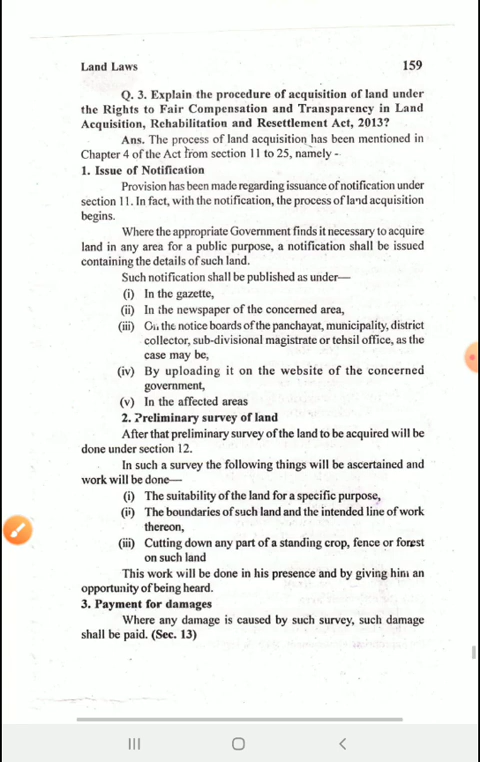 Land Laws 159
Q. 3. Explain the procedure of acquisition of land under
the Rights to Fair Compensation and Transparency in Land
Acquisition, Rehabilitation and Resettlement Act, 2013?
Ans. The process of land acquisition has been mentioned in
Chapter 4 of the Act from section 11 to 25, namely -
1. Issue of Notification
Provision has been made regarding issuance of notification under
section 11. In fact, with the notification, the process of land acquisition
begins.
Where the appropriate Government finds it necessary to acquire
land in any area for a public purpose, a notification shall be issued
containing the details of such land.
Such notification shall be published as under—
(i) In the gazette,
(ii) In the newspaper of the concerned area,
(iii) On the notice boards of the panchayat, municipality, district
collector, sub-divisional magistrate or tehsil office, as the
case may be,
(iv) By uploading it on the website of the concerned
government,
(v) In the affected areas
2. Preliminary survey of land
After that preliminary survey of the land to be acquired will be
done under section 12.
In such a survey the following things will be ascertained and
work will be done—
(i) The suitability of the land for a specific purpose,
(ii) The boundaries of such land and the intended line of work
thereon,
(iii) Cutting down any part of a standing crop, fence or forest
on such land
This work will be done in his presence and by giving him an
opportunity of being heard.
3. Payment for damages
Where any damage is caused by such survey, such damage
shall be paid. (Sec. 13)